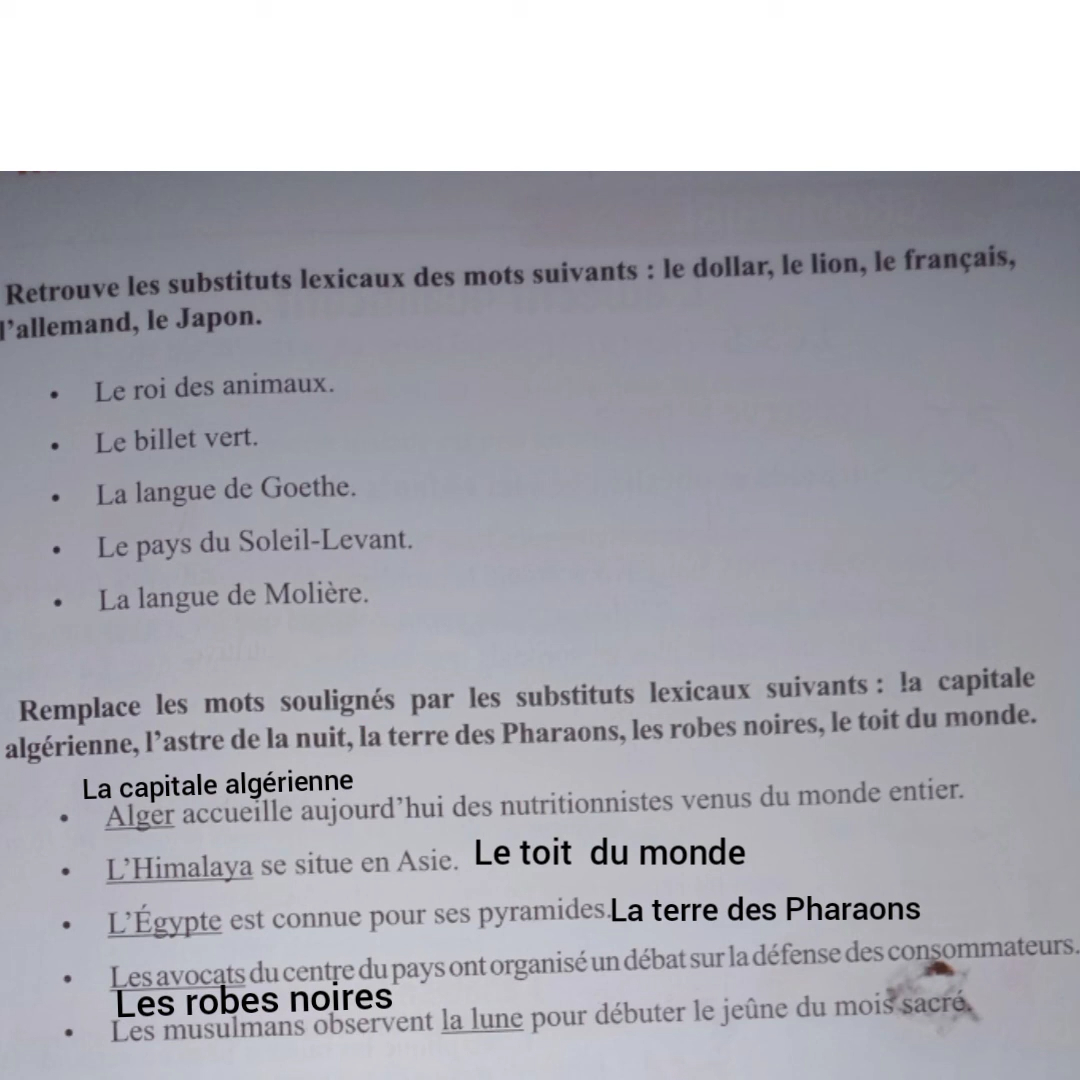 Retrouve les substituts lexicaux des mots suivants : le dollar, le lion, le français,
l'allemand, le Japon.
• Le roi des animaux.
• Le billet vert.
• La langue de Goethe.
• Le pays du Soleil-Levant.
• La langue de Molière.
Remplace les mots soulignés par les substituts lexicaux suivants : la capitale
algérienne, l'astre de la nuit, la terre des Pharaons, les robes noires, le toit du monde.
La capitale algérienne
• Alger accueille aujourd'hui des nutritionnistes venus du monde entier.
• L'Himalaya se situe en Asie. Le toit du monde
• L'Égypte est connue pour ses pyramides. La terre des Pharaons
• Les avocats du centre du pays ont organisé un débat sur la défense des consommateurs.
Les robes noires
• Les musulmans observent la lune pour débuter le jeûne du mois sacré.